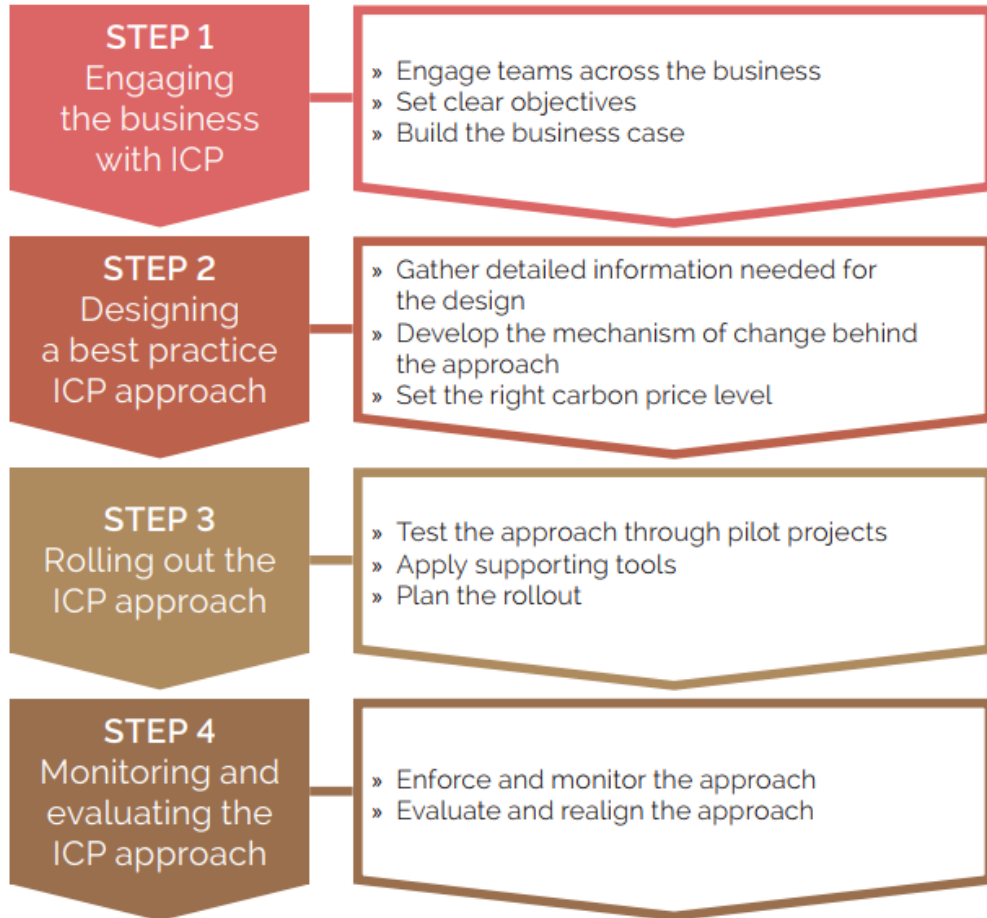 STEP 1
Engaging
the business
with ICP
» Engage teams across the business
» Set clear objectives
» Build the business case
STEP 2
Designing
a best practice
ICP approach
» Gather detailed information needed for
the design
» Develop the mechanism of change behind
the approach
» Set the right carbon price level
STEP 3
Rolling out the
ICP approach
» Test the approach through pilot projects
» Apply supporting tools
» Plan the rollout
STEP 4
Monitoring and
evaluating the
ICP approach
» Enforce and monitor the approach
» Evaluate and realign the approach